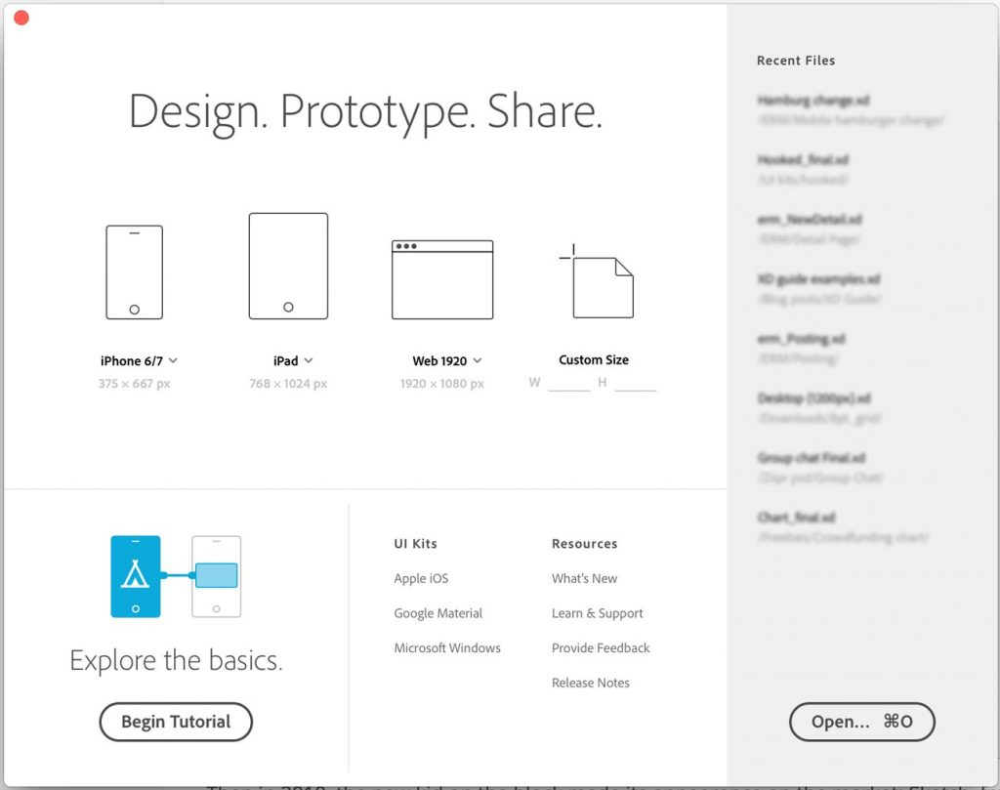 Design. Prototype. Share.
iPhone 6/7
375 × 667 px
iPad
768 × 1024 px
Web 1920
1920 × 1080 px
Custom Size
W H
Explore the basics.
Begin Tutorial
UI Kits
Apple iOS
Google Material
Microsoft Windows
Resources
What's New
Learn & Support
Provide Feedback
Release Notes
Recent Files
Hamburg change.xd
/ERM/Mobile hamburger change/
Hooked_final.xd
/UI kits/hooked/
erm_NewDetail.xd
/ERM/Detail Page/
XD guide examples.xd
/Blog posts/XD Guide/
erm_Posting.xd
/ERM/Posting/
Desktop (1200px).xd
/Downloads/8pt_grid/
Group chat Final.xd
/Group Chat/
Chart_final.xd
/Freebies/Crowdfunding chart/
Open... ⌘O